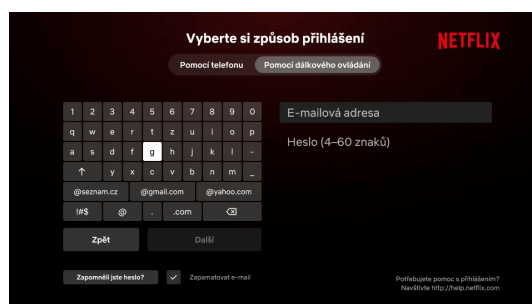 Vyberte si způsob přihlášení
NETFLIX
Pomocí telefonu Pomocí dálkového ovládání
1 2 3 4 5 6 7 8 9 0
q w e r t z u i o p
a s d f g h j k l -
↑ y x c v b n m _
@seznam.cz @gmail.com @yahoo.com
!#$ @ . .com ⌫
E-mailová adresa
Heslo (4–60 znaků)
Zpět Další
Zapomněli jste heslo? ✓ Zapamatovat e-mail
Potřebujete pomoc s přihlášením?
Navštivte http://help.netflix.com